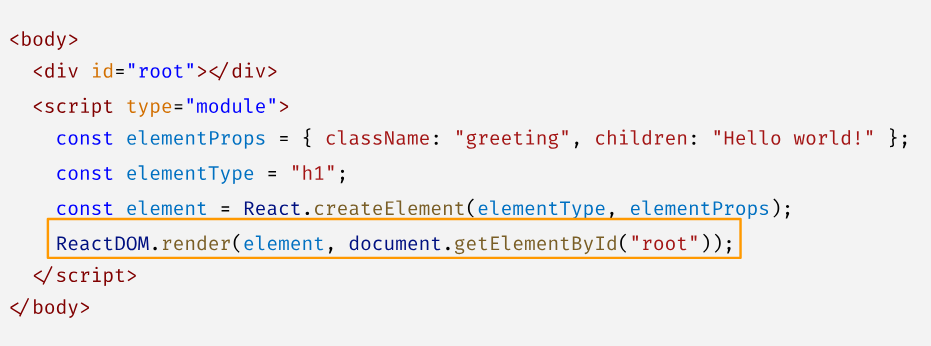 <body>
<div id="root"></div>
<script type="module">
const elementProps = { className: "greeting", children: "Hello world!" };
const elementType = "h1";
const element = React.createElement(elementType, elementProps);
ReactDOM.render(element, document.getElementById("root"));
</script>
</body>